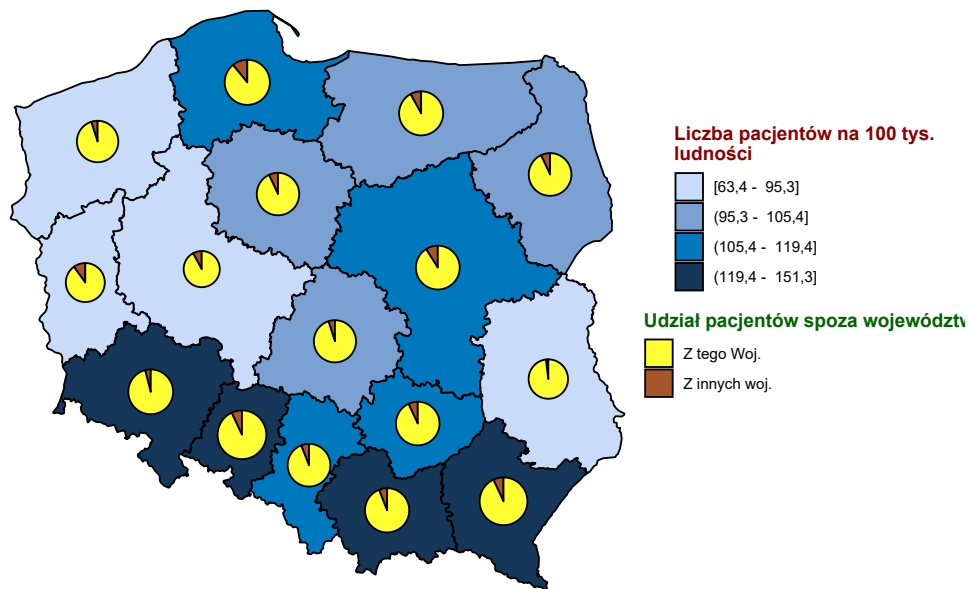 Liczba pacjentów na 100 tys.
ludności
[63,4 - 95,3]
(95,3 - 105,4]
(105,4 - 119,4]
(119,4 - 151,3]
Udział pacjentów spoza województw
Z tego Woj.
Z innych woj.